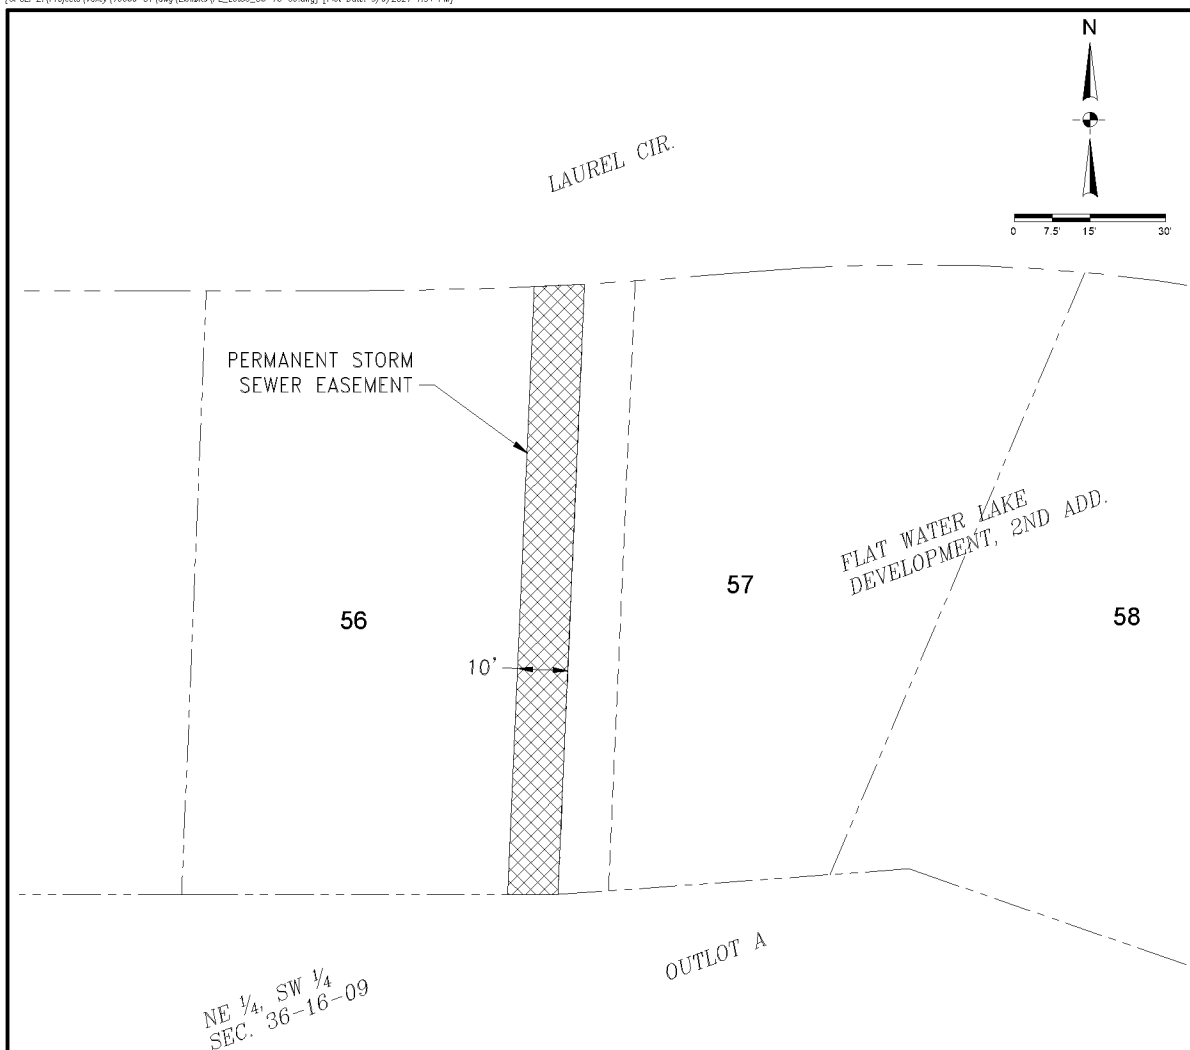 N
LAUREL CIR.
0 7.5' 15' 30'
PERMANENT STORM
SEWER EASEMENT
FLAT WATER LAKE
DEVELOPMENT, 2ND ADD.
57
56
58
10'
OUTLOT A
NE 1/4, SW 1/4
SEC. 36-16-09